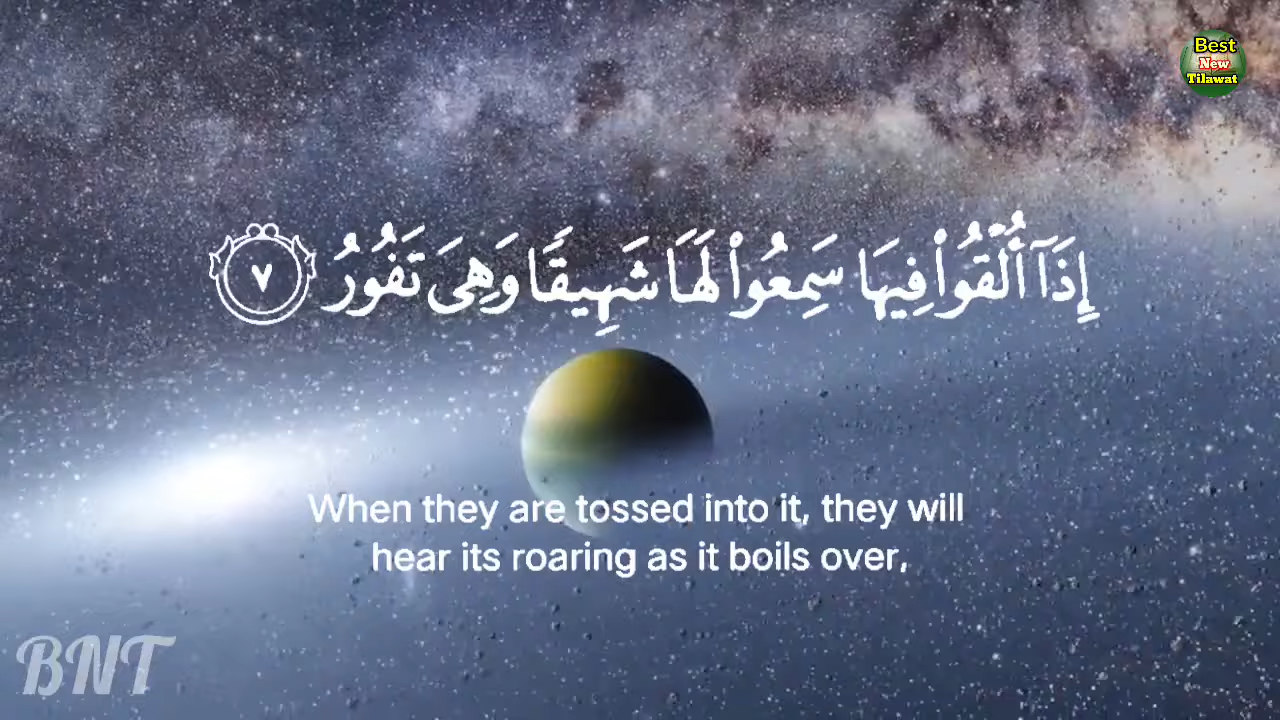 Best
New
Tilawat
إِذَآ أُلْقُوا۟ فِيهَا سَمِعُوا۟ لَهَا شَهِيقًا وَهِىَ تَفُورُ ٧
When they are tossed into it, they will
hear its roaring as it boils over,
BNT